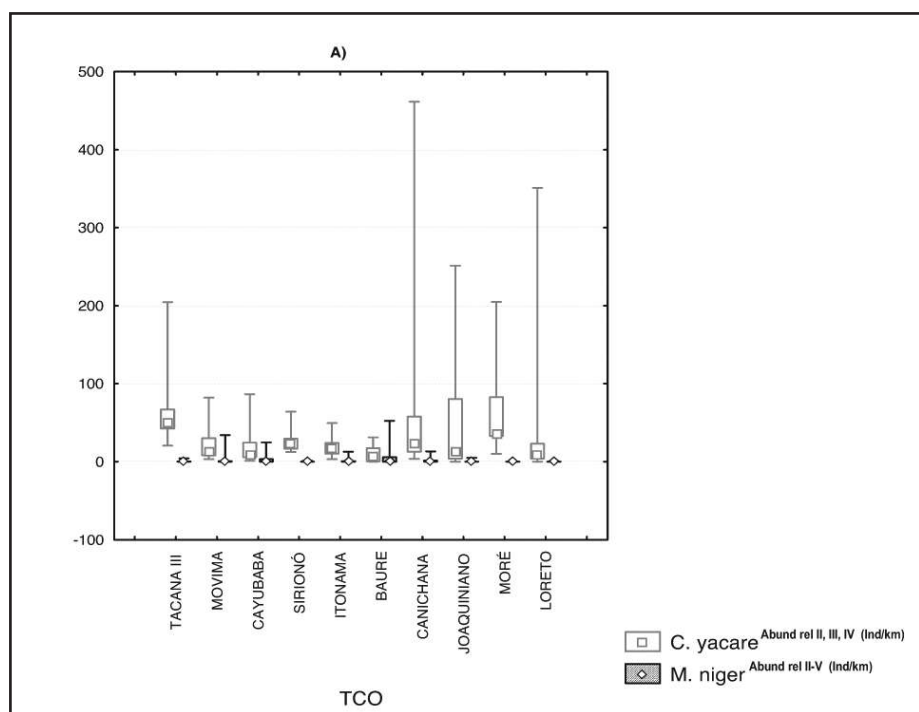 A)
500
400
300
200
100
0
-100
TACANA III
MOVIMA
CAYUBABA
SIRIONÓ
ITONAMA
BAURE
CANICHANA
JOAQUINIANO
MORÉ
LORETO
TCO
C. yacare Abund rel II, III, IV (Ind/km)
M. niger Abund rel II-V (Ind/km)